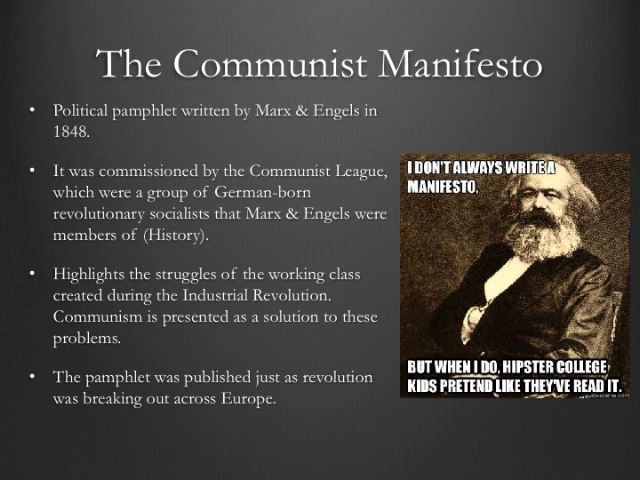 The Communist Manifesto
• Political pamphlet written by Marx & Engels in
1848.
• It was commissioned by the Communist League,
which were a group of German-born
revolutionary socialists that Marx & Engels were
members of (History).
• Highlights the struggles of the working class
created during the Industrial Revolution.
Communism is presented as a solution to these
problems.
• The pamphlet was published just as revolution
was breaking out across Europe.
I DON'T ALWAYS WRITE A
MANIFESTO,
BUT WHEN I DO, HIPSTER COLLEGE
KIDS PRETEND LIKE THEY'VE READ IT.